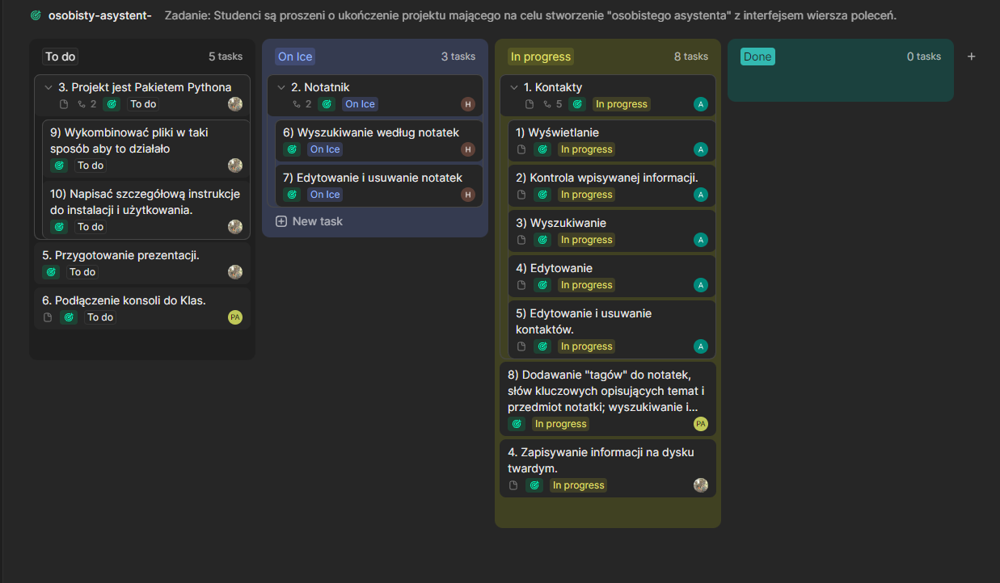 osobisty-asystent- Zadanie: Studenci są proszeni o ukończenie projektu mającego na celu stworzenie "osobistego asystenta" z interfejsem wiersza poleceń.
To do 5 tasks
3. Projekt jest Pakietem Pythona
2 To do
9) Wykombinować pliki w taki
sposób aby to działało
To do
10) Napisać szczegółową instrukcje
do instalacji i użytkowania.
To do
5. Przygotowanie prezentacji.
To do
6. Podłączenie konsoli do Klas.
To do PA
On Ice 3 tasks
2. Notatnik
2 On Ice H
6) Wyszukiwanie według notatek
On Ice H
7) Edytowanie i usuwanie notatek
On Ice H
New task
In progress 8 tasks
1. Kontakty
5 In progress A
1) Wyświetlanie
In progress A
2) Kontrola wpisywanej informacji.
In progress A
3) Wyszukiwanie
In progress A
4) Edytowanie
In progress A
5) Edytowanie i usuwanie
kontaktów.
In progress A
8) Dodawanie "tagów" do notatek,
słów kluczowych opisujących temat i
przedmiot notatki; wyszukiwanie i...
In progress PA
4. Zapisywanie informacji na dysku
twardym.
In progress
Done 0 tasks